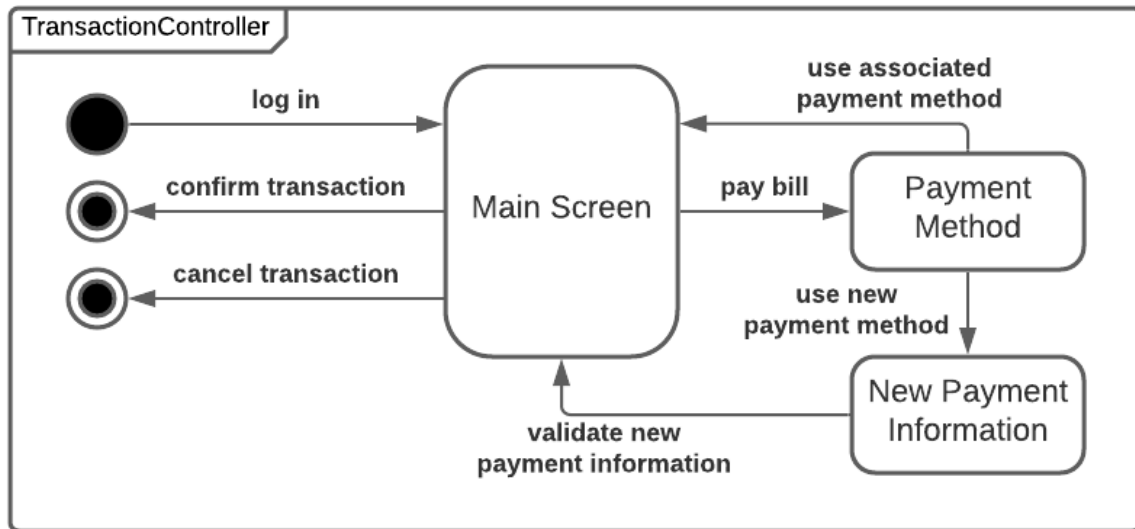 TransactionController
log in
confirm transaction
cancel transaction
Main Screen
use associated
payment method
pay bill
Payment
Method
use new
payment method
New Payment
Information
validate new
payment information